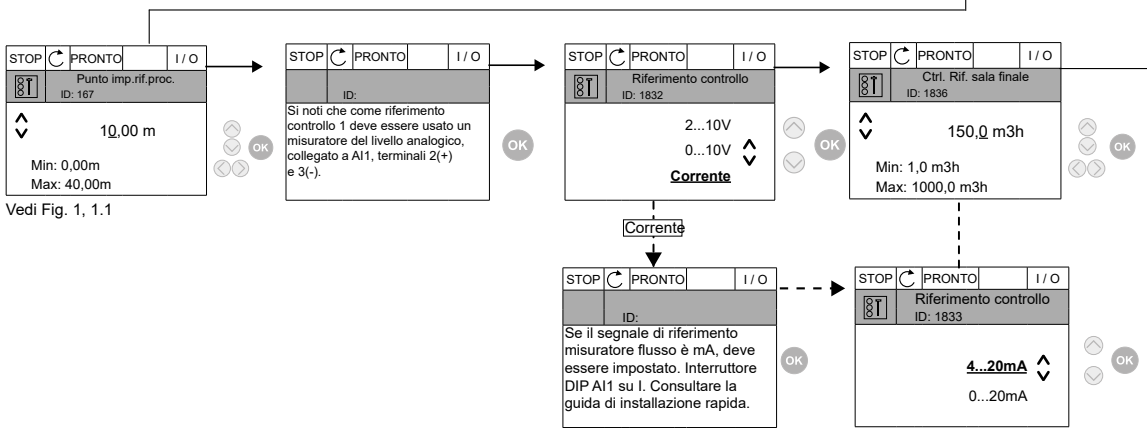 STOP PRONTO I / O
Punto imp.rif.proc.
ID: 167
10,00 m
Min: 0,00m
Max: 40,00m
OK
Vedi Fig. 1, 1.1
STOP PRONTO I / O
ID:
Si noti che come riferimento
controllo 1 deve essere usato un
misuratore del livello analogico,
collegato a AI1, terminali 2(+)
e 3(-).
OK
STOP PRONTO I / O
Riferimento controllo
ID: 1832
2...10V
0...10V
Corrente
OK
STOP PRONTO I / O
Ctrl. Rif. sala finale
ID: 1836
150,0 m3h
Min: 1,0 m3h
Max: 1000,0 m3h
OK
Corrente
STOP PRONTO I / O
ID:
Se il segnale di riferimento
misuratore flusso è mA, deve
essere impostato. Interruttore
DIP AI1 su I. Consultare la
guida di installazione rapida.
OK
STOP PRONTO I / O
Riferimento controllo
ID: 1833
4...20mA
0...20mA
OK